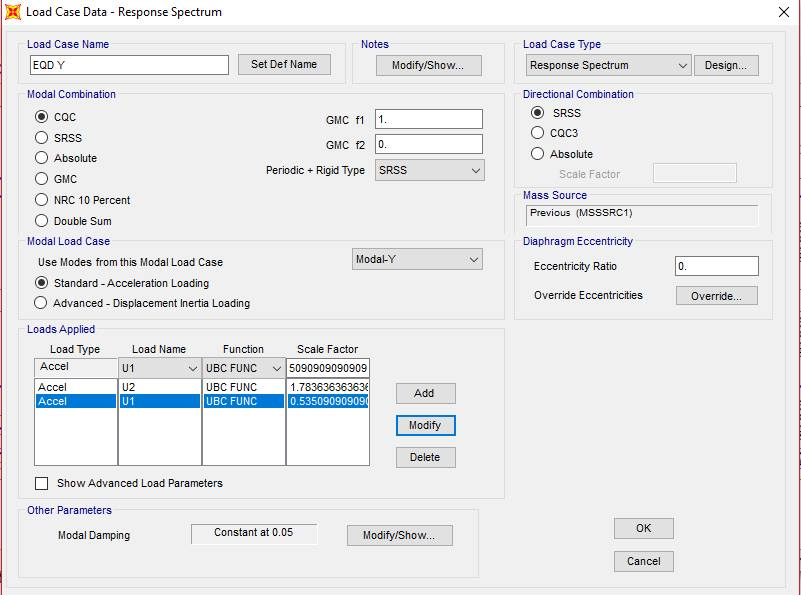 Load Case Data - Response Spectrum
Load Case Name
EQD Y
Set Def Name
Notes
Modify/Show...
Load Case Type
Response Spectrum
Design...
Modal Combination
CQC
SRSS
Absolute
GMC
NRC 10 Percent
Double Sum
GMC f1
1.
GMC f2
0.
Periodic + Rigid Type
SRSS
Directional Combination
SRSS
CQC3
Absolute
Scale Factor
Mass Source
Previous (MSSSRC1)
Modal Load Case
Use Modes from this Modal Load Case
Modal-Y
Standard - Acceleration Loading
Advanced - Displacement Inertia Loading
Diaphragm Eccentricity
Eccentricity Ratio
0.
Override Eccentricities
Override...
Loads Applied
Load Type Load Name Function Scale Factor
Accel U1 UBC FUNC 5090909090909
Accel U2 UBC FUNC 1.783636363636
Accel U1 UBC FUNC 0.535090909090
Add
Modify
Delete
Show Advanced Load Parameters
Other Parameters
Modal Damping
Constant at 0.05
Modify/Show...
OK
Cancel